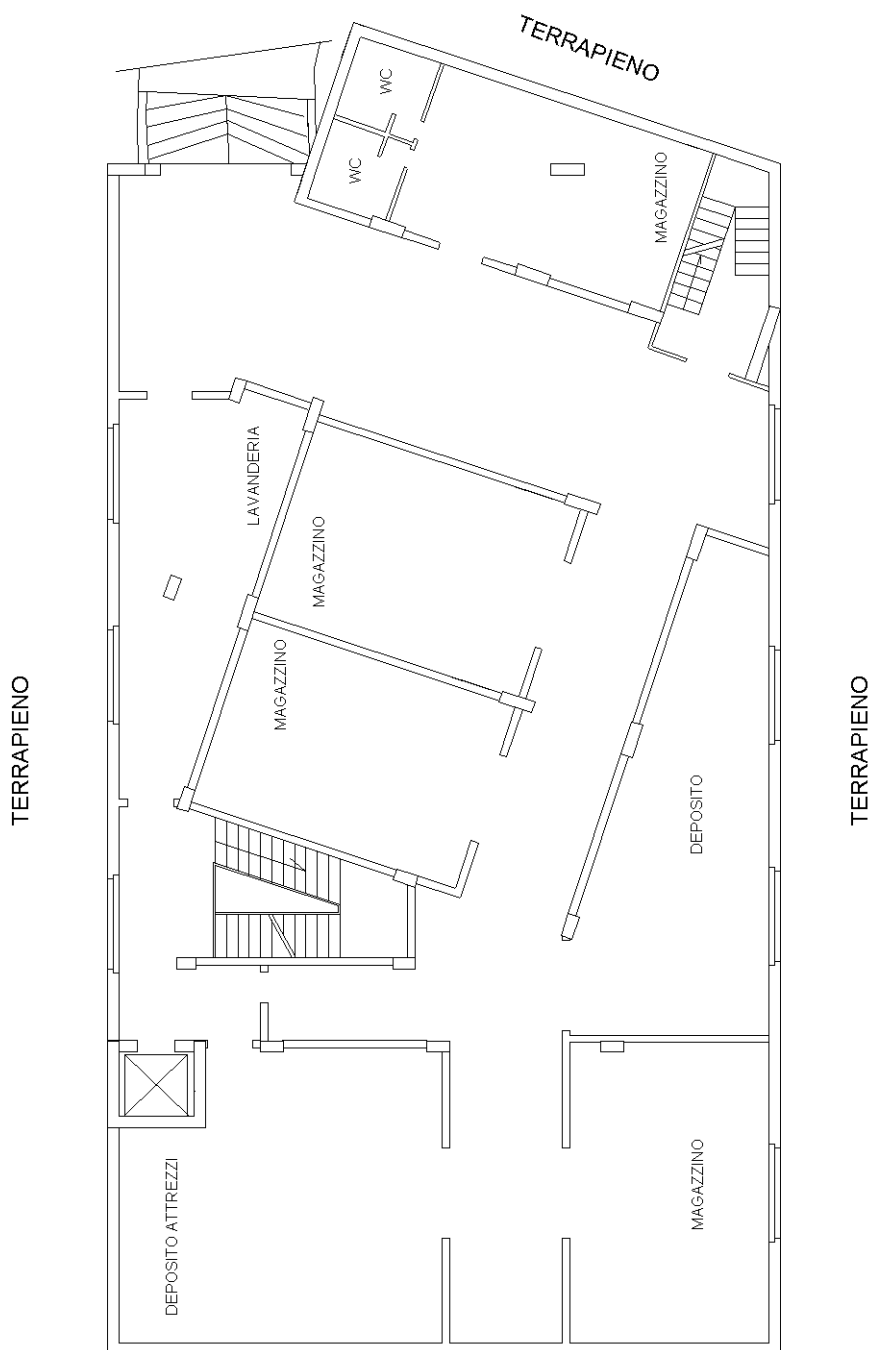 TERRAPIENO
WC
WC
MAGAZZINO
LAVANDERIA
MAGAZZINO
MAGAZZINO
TERRAPIENO
TERRAPIENO
DEPOSITO
MAGAZZINO
DEPOSITO ATTREZZI